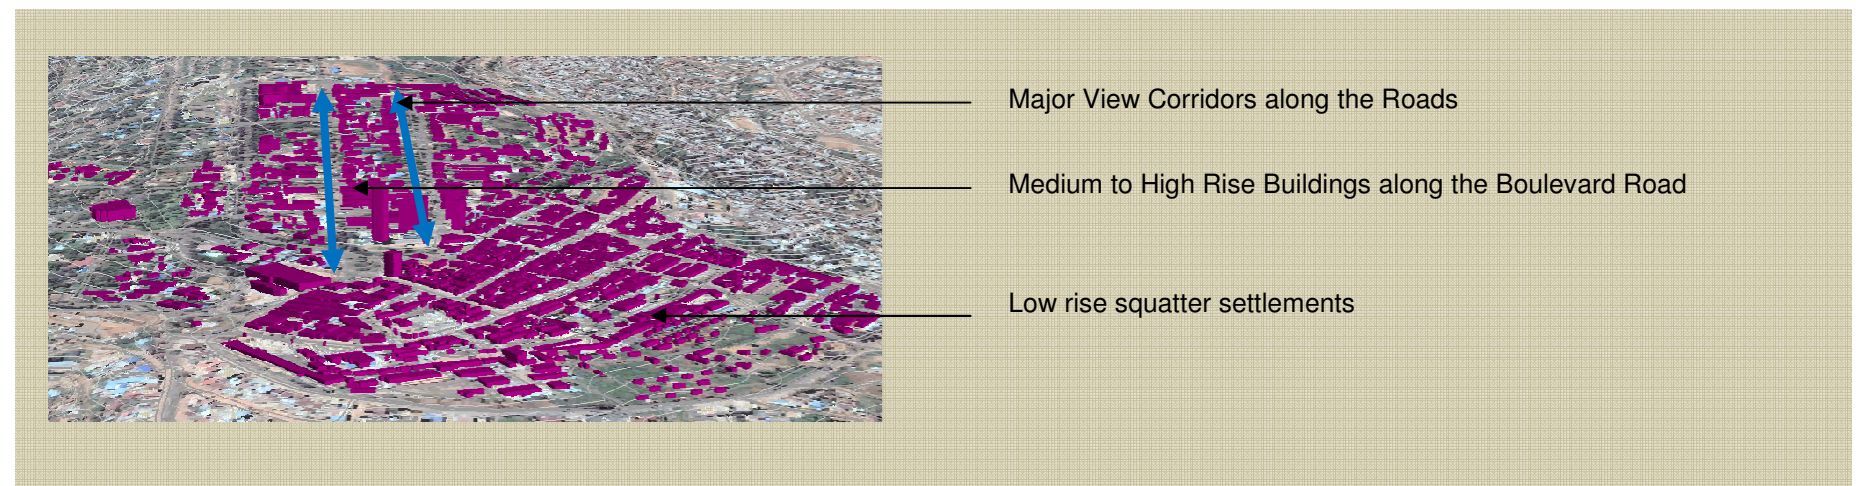 Major View Corridors along the Roads
Medium to High Rise Buildings along the Boulevard Road
Low rise squatter settlements